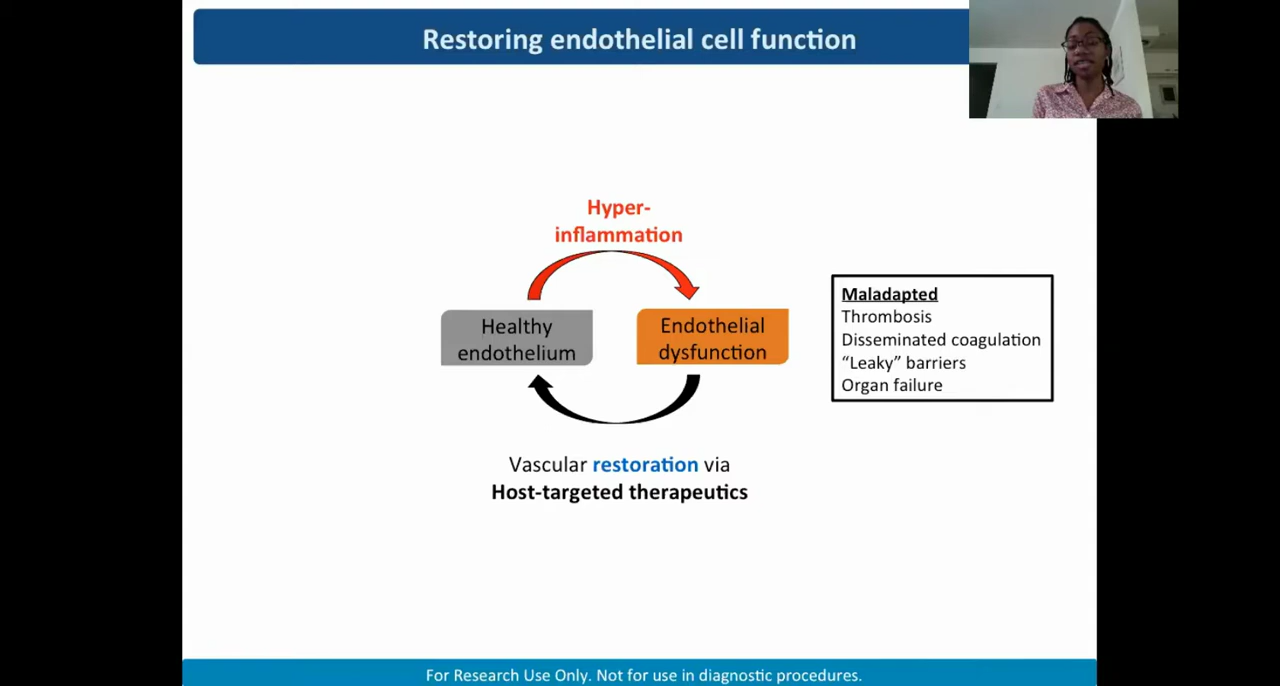 Restoring endothelial cell function
Hyper-
inflammation
Healthy
endothelium
Endothelial
dysfunction
Maladapted
Thrombosis
Disseminated coagulation
“Leaky” barriers
Organ failure
Vascular restoration via
Host-targeted therapeutics
For Research Use Only. Not for use in diagnostic procedures.